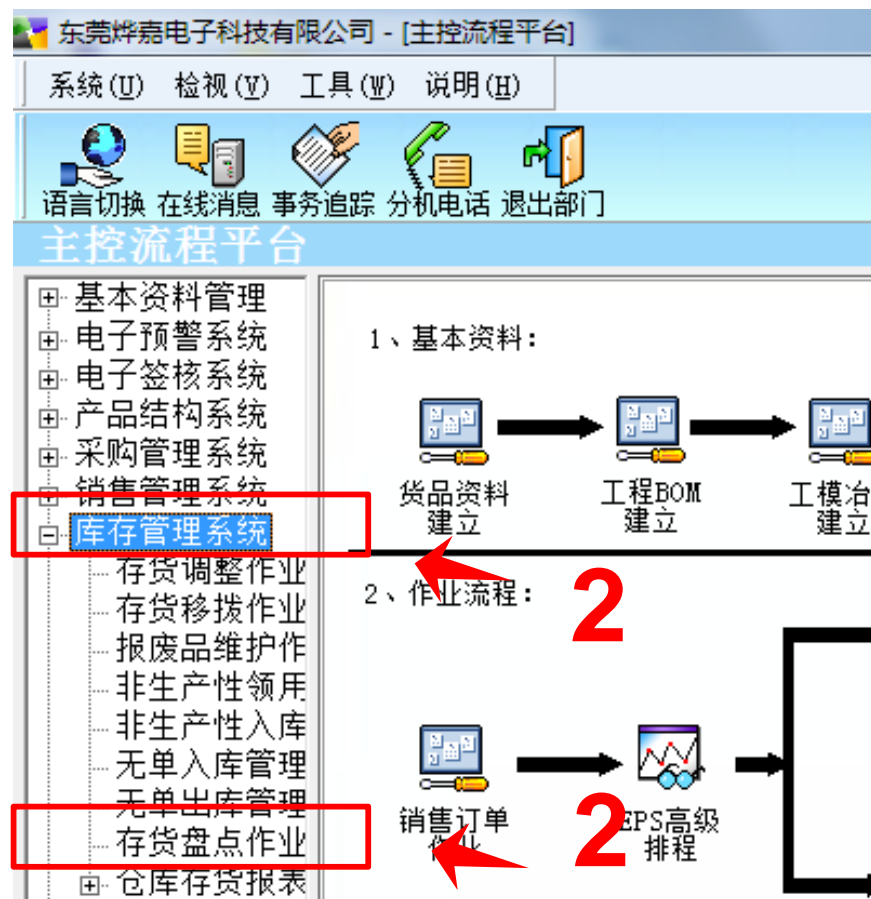 东莞烨嘉电子科技有限公司 - [主控流程平台]
系统(U) 检视(V) 工具(W) 说明(H)
语言切换 在线消息 事务追踪 分机电话 退出部门
主控流程平台
基本资料管理
电子预警系统
电子签核系统
产品结构系统
采购管理系统
销售管理系统
库存管理系统
存货调整作业
存货移拨作业
报废品维护作
非生产性领用
非生产性入库
无单入库管理
无单出库管理
存货盘点作业
仓库存货报表
1、基本资料:
货品资料
建立
工程BOM
建立
工模冶
建立
2
2、作业流程:
销售订单
作业
EPS高级
排程
2